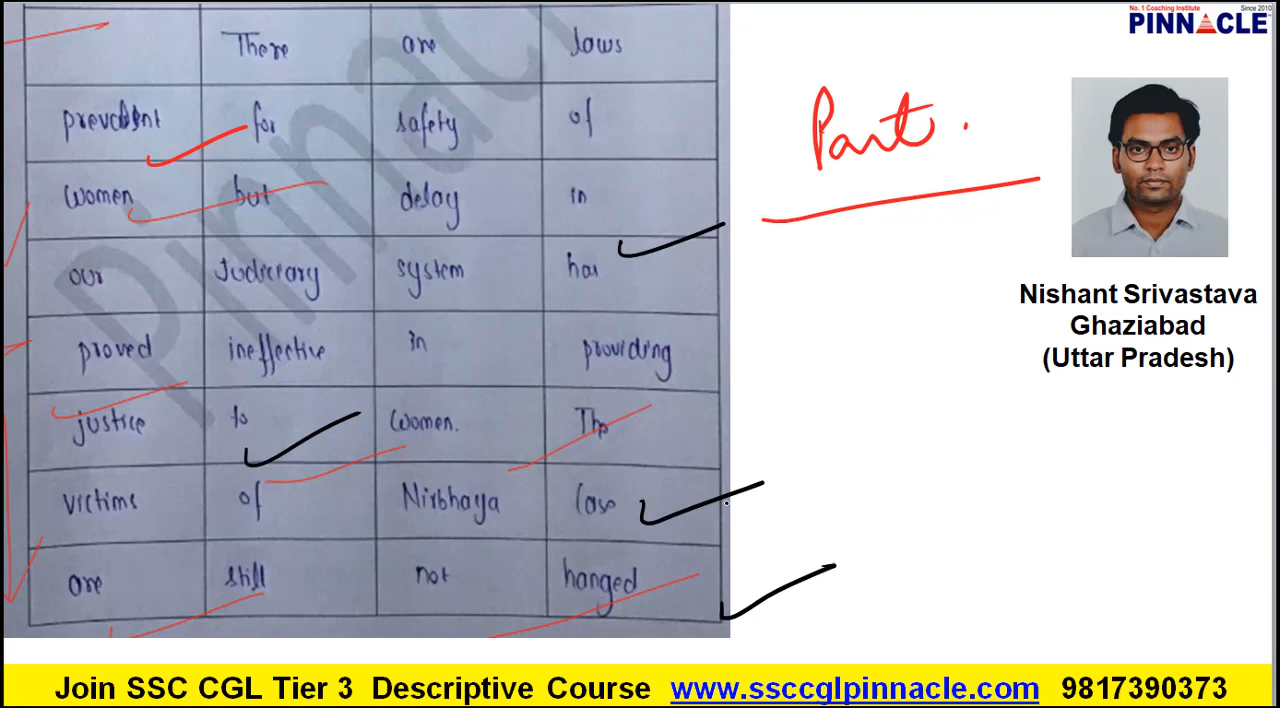 No. 1 Coaching Institute Since 2010
PINNACLE
There are laws
prevalent for safety of
Women but delay in
our Judiciary system has
proved ineffective in providing
justice to Women. The
victims of Nirbhaya Case
are still not hanged
Pinnacle
Part.
Nishant Srivastava
Ghaziabad
(Uttar Pradesh)
Join SSC CGL Tier 3 Descriptive Course www.ssccglpinnacle.com 9817390373